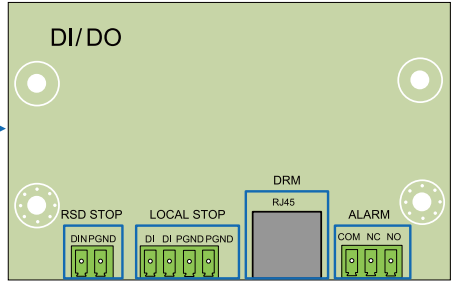 DI/DO
DRM
RJ45
RSD STOP
LOCAL STOP
ALARM
DIN PGND
DI DI PGND PGND
COM NC NO